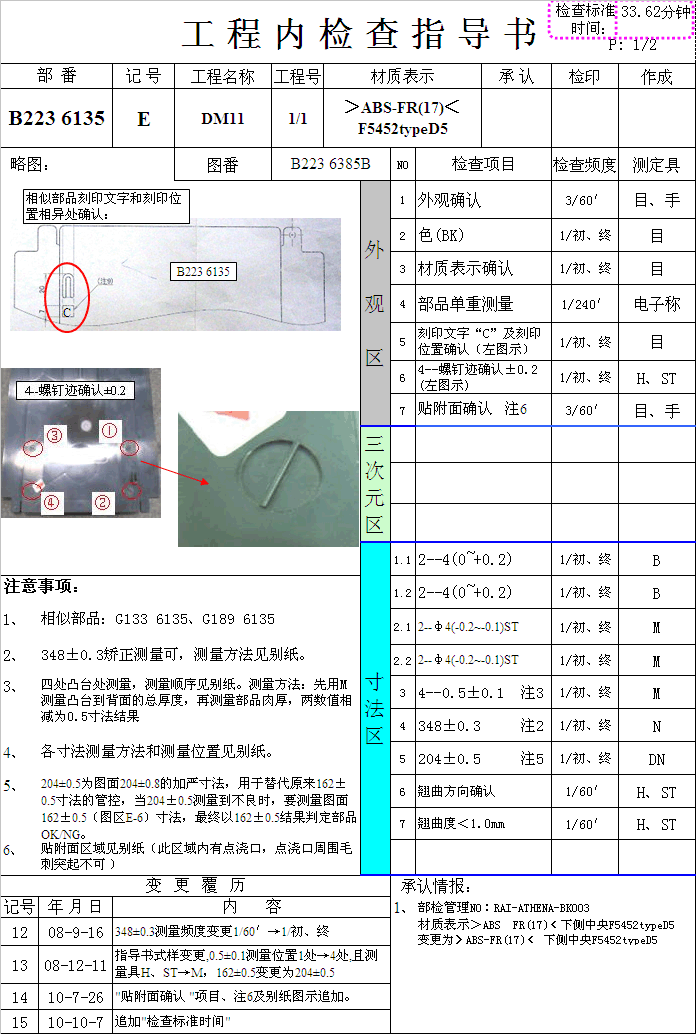 工程内检查指导书
检查标准时间: 33.62分钟
P: 1/2
部番 记号 工程名称 工程号 材质表示 承认 检印 作成
B223 6135 E DM11 1/1 ＞ABS-FR(17)＜ F5452typeD5
略图: 图番 B223 6385B NO 检查项目 检查频度 测定具
相似部品刻印文字和刻印位
置相异处确认:
B223 6135
C
4--螺钉迹确认±0.2
③ ①
④ ②
外观区
1 外观确认 3/60′ 目、手
2 色(BK) 1/初、终 目
3 材质表示确认 1/初、终 目
4 部品单重测量 1/240′ 电子称
5 刻印文字“C”及刻印
位置确认（左图示） 1/初、终 目
6 4--螺钉迹确认±0.2
(左图示) 1/初、终 H、ST
7 贴附面确认 注6 3/60′ 目、手
三次元区
寸法区
1.1 2--4(0~+0.2) 1/初、终 B
1.2 2--4(0~+0.2) 1/初、终 B
2.1 2--φ4(-0.2~-0.1)ST 1/初、终 M
2.2 2--φ4(-0.2~-0.1)ST 1/初、终 M
3 4--0.5±0.1 注3 1/初、终 M
4 348±0.3 注2 1/初、终 N
5 204±0.5 注5 1/初、终 DN
6 翘曲方向确认 1/60′ H、ST
7 翘曲度＜1.0mm 1/60′ H、ST
注意事项:
1、 相似部品: G133 6135、G189 6135
2、 348±0.3矫正测量可，测量方法见别纸。
3、 四处凸台处测量，测量顺序见别纸。测量方法: 先用M
测量凸台到背面的总厚度，再测量部品肉厚，两数值相
减为0.5寸法结果
4、 各寸法测量方法和测量位置见别纸。
5、 204±0.5为图面204±0.8的加严寸法，用于替代原来162±
0.5寸法的管控，当204±0.5测量到不良时，要测量图面
162±0.5（图区E-6）寸法，最终以162±0.5结果判定部品
OK/NG。
6、 贴附面区域见别纸（此区域内有点浇口，点浇口周围毛
刺突起不可）
变更覆历
记号 年月日 内容
12 08-9-16 348±0.3测量频度变更1/60′→1/初、终
13 08-12-11 指导书式样变更,0.5±0.1测量位置1处→4处,且测
量具H、ST→M，162±0.5变更为204±0.5
14 10-7-26 "贴附面确认 "项目、注6及别纸图示追加。
15 10-10-7 追加"检查标准时间"
承认情报:
1、 部检管理NO：RAI-ATHENA-BK003
材质表示＞ABS FR(17)＜下侧中央F5452typeD5
变更为＞ABS-FR(17)＜ 下侧中央F5452typeD5